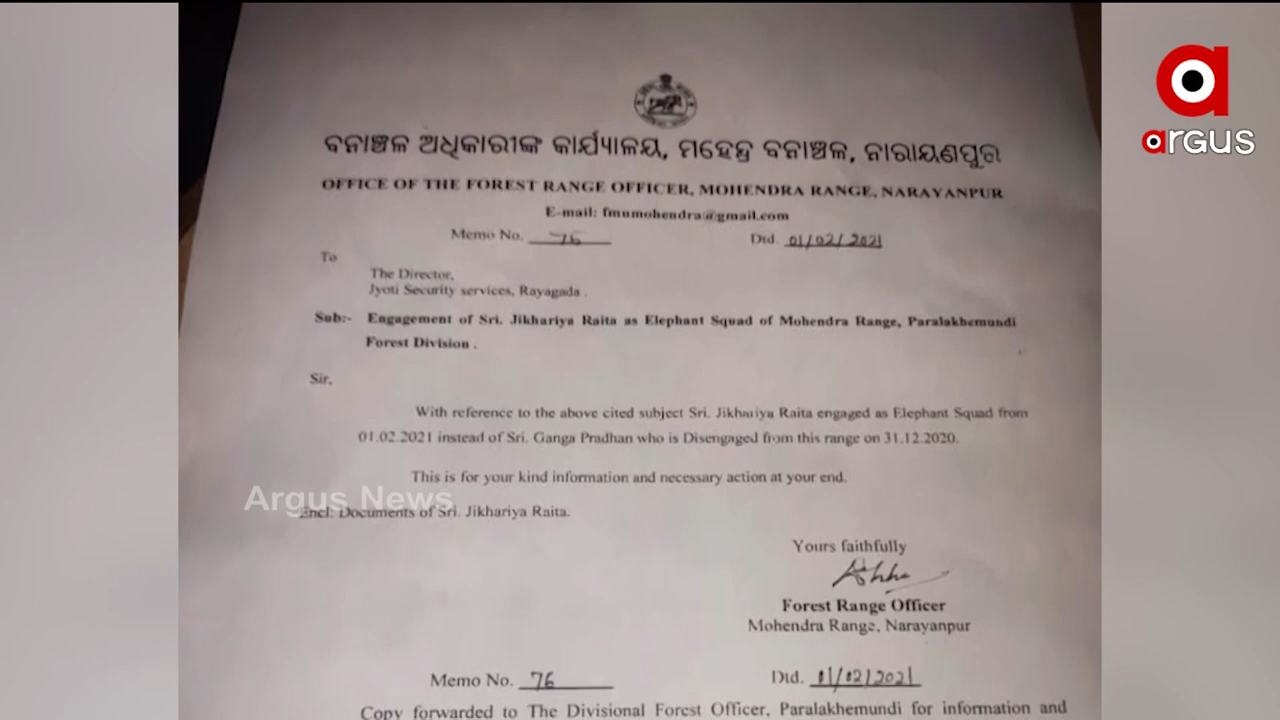 argus
ବନାଞ୍ଚଳ ଅଧିକାରୀଙ୍କ କାର୍ଯ୍ୟାଳୟ, ମହେନ୍ଦ୍ର ବନାଞ୍ଚଳ, ନାରାୟଣପୁର
OFFICE OF THE FOREST RANGE OFFICER, MOHENDRA RANGE, NARAYANPUR
E-mail: fmumohendra@gmail.com
Memo No. 76 Dtd. 01/02/2021
To
The Director,
Jyoti Security services, Rayagada .
Sub:- Engagement of Sri. Jikhariya Raita as Elephant Squad of Mohendra Range, Paralakhemundi
Forest Division .
Sir,
With reference to the above cited subject Sri. Jikhariya Raita engaged as Elephant Squad from
01.02.2021 instead of Sri. Ganga Pradhan who is Disengaged from this range on 31.12.2020.
This is for your kind information and necessary action at your end.
Argus News
Encl: Documents of Sri. Jikhariya Raita.
Yours faithfully
Forest Range Officer
Mohendra Range, Narayanpur
Memo No. 76 Dtd. 01/02/2021
Copy forwarded to The Divisional Forest Officer, Paralakhemundi for information and